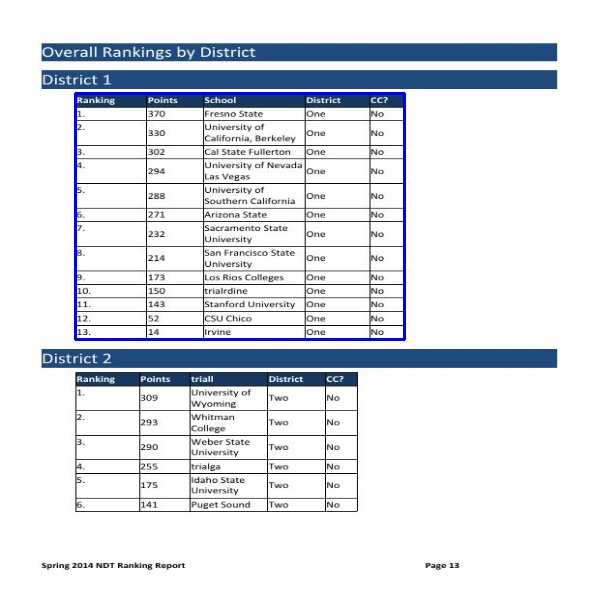 Overall Rankings by District
District 1
Ranking Points School District CC?
1. 370 Fresno State One No
2. 330 University of California, Berkeley One No
3. 302 Cal State Fullerton One No
4. 294 University of Nevada Las Vegas One No
5. 288 University of Southern California One No
6. 271 Arizona State One No
7. 232 Sacramento State University One No
8. 214 San Francisco State University One No
9. 173 Los Rios Colleges One No
10. 150 trialrdine One No
11. 143 Stanford University One No
12. 52 CSU Chico One No
13. 14 Irvine One No
District 2
Ranking Points triall District CC?
1. 309 University of Wyoming Two No
2. 293 Whitman College Two No
3. 290 Weber State University Two No
4. 255 trialga Two No
5. 175 Idaho State University Two No
6. 141 Puget Sound Two No
Spring 2014 NDT Ranking Report Page 13